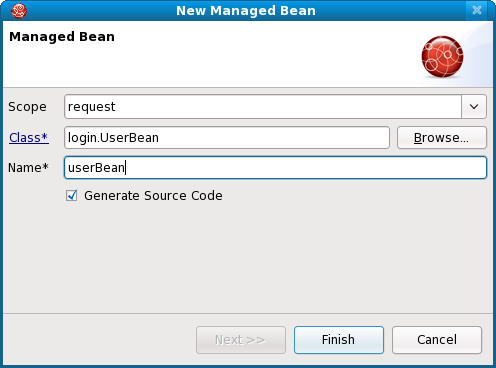 New Managed Bean
Managed Bean
Scope request
Class* login.UserBean Browse...
Name* userBean
Generate Source Code
Next >> Finish Cancel